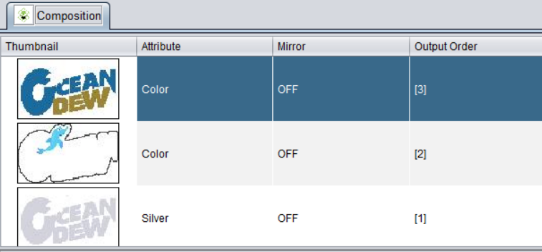 Composition
Thumbnail Attribute Mirror Output Order
OCEAN DEW Color OFF [3]
Color OFF [2]
OCEAN DEW Silver OFF [1]